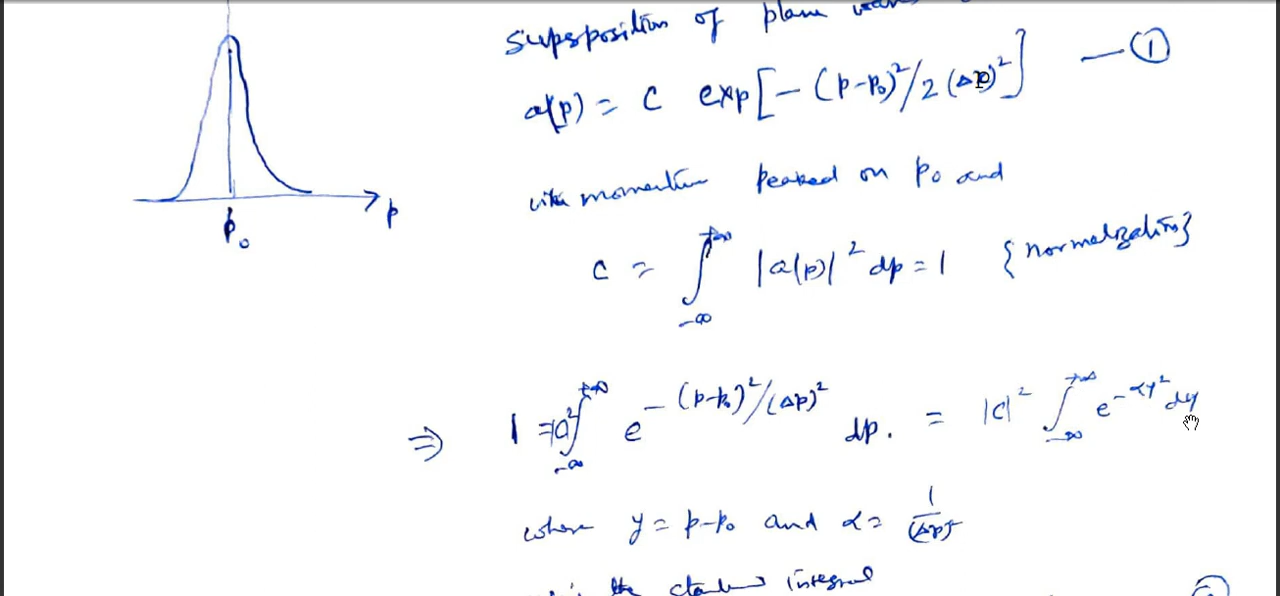 supsposition of plane
a(p) = C exp[- (p-p₀)²/2 (Δp)²] — ①
with momentum peaked on p₀ and
C = ∫_{-∞}^{+∞} |a(p)|² dp = 1 {normalization}
p
p₀
⇒ 1 = |C|² ∫_{-∞}^{+∞} e^{-(p-p₀)²/(Δp)²} dp. = |C|² ∫_{-∞}^{+∞} e^{-αy²} dy
where y = p-p₀ and α = 1/(Δp)²
the integral